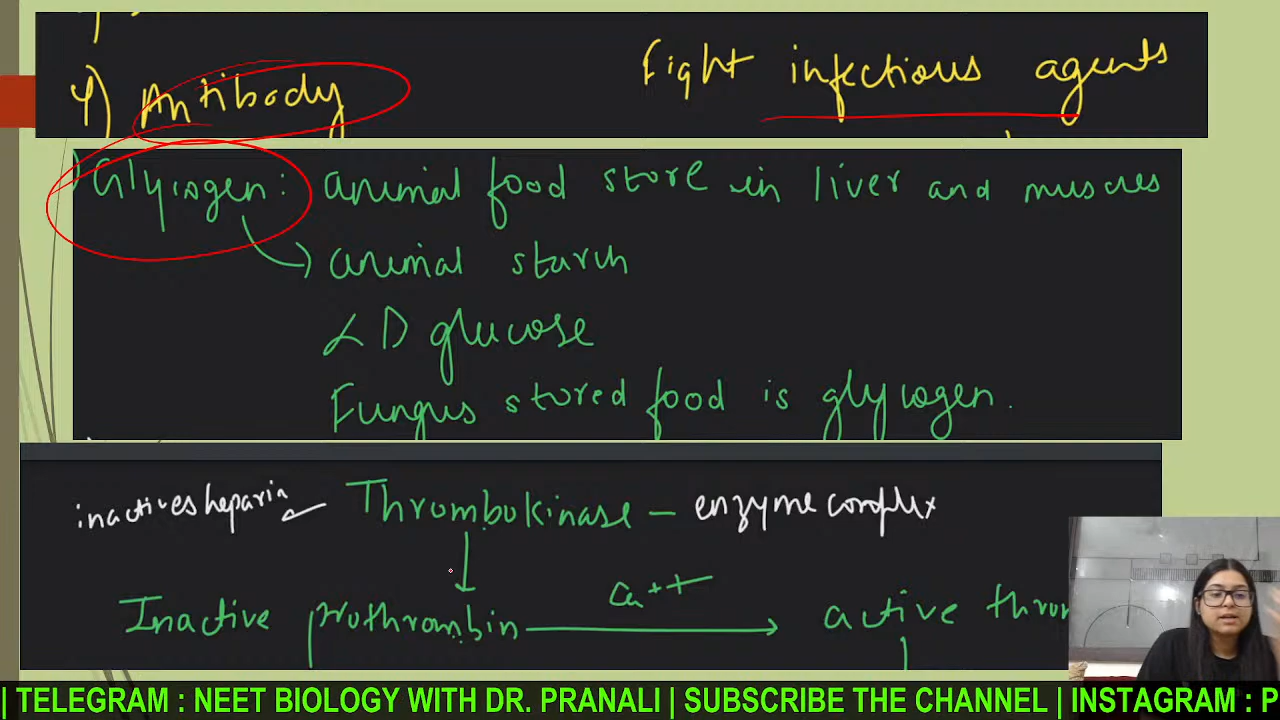 4) Antibody Fight infectious agents
Glycogen: animal food store in liver and muscles
→ animal starch
α D glucose
Fungus stored food is glycogen.
inactives heparin Thrombokinase — enzyme complex
Inactive prothrombin Ca++ → active throm
| TELEGRAM : NEET BIOLOGY WITH DR. PRANALI | SUBSCRIBE THE CHANNEL | INSTAGRAM : P